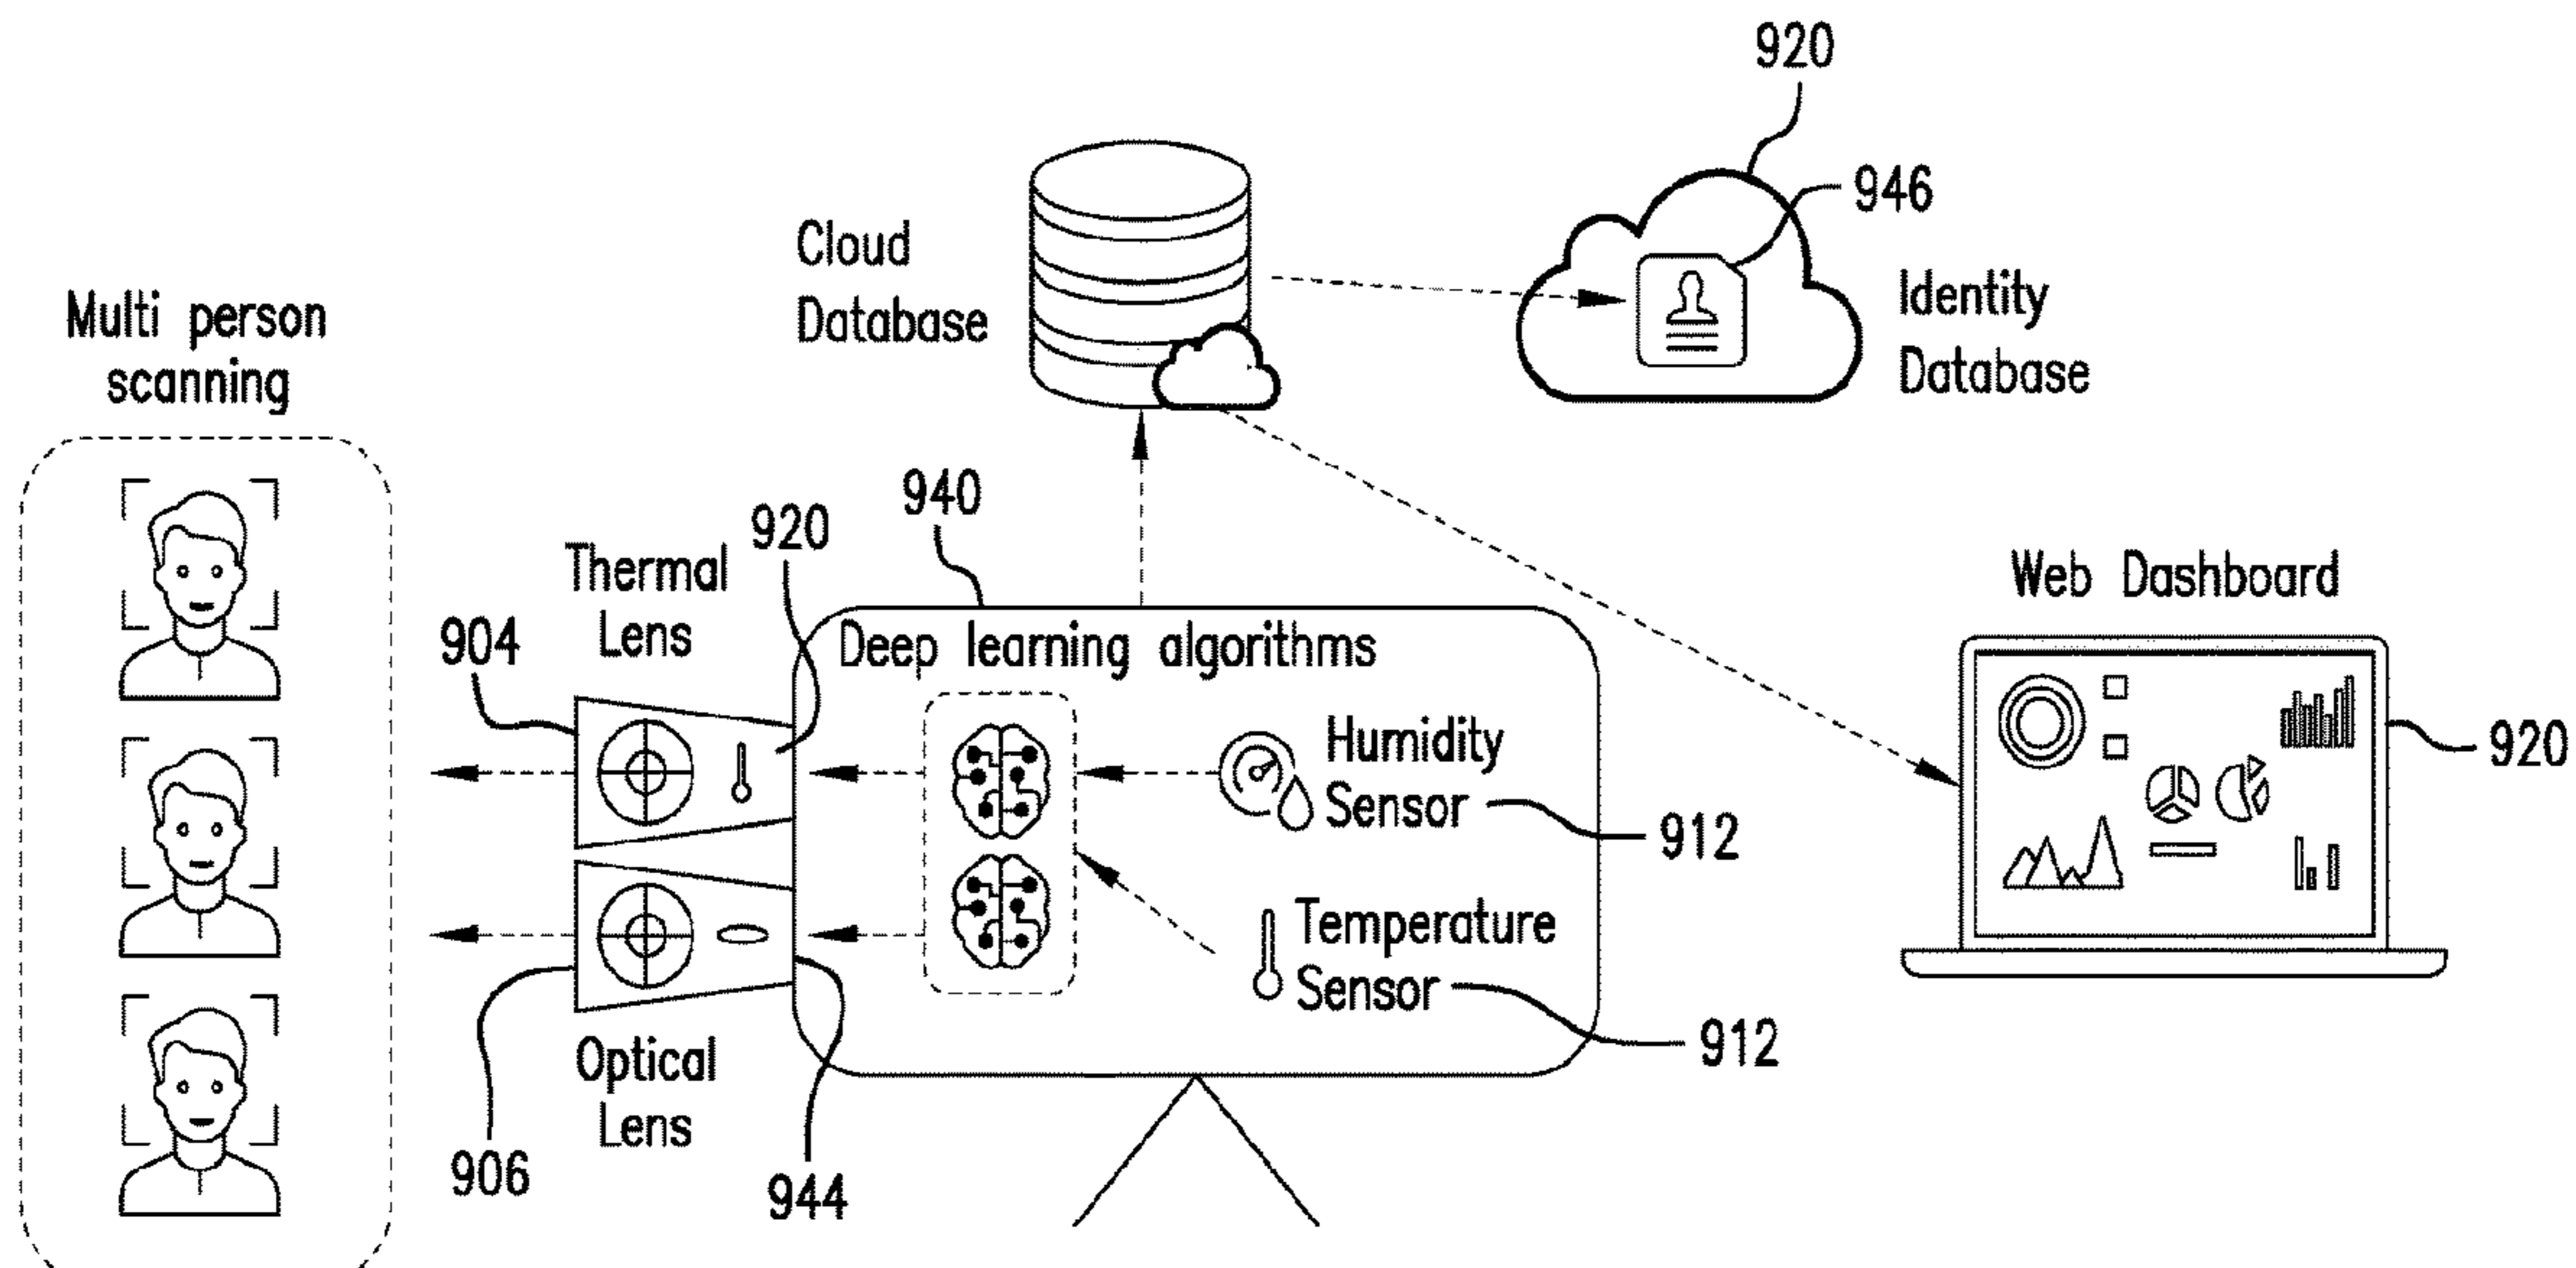 920
946
Cloud
Database
Identity
Database
Multi person
scanning
940
920
Thermal
Lens
904
Deep learning algorithms
Web Dashboard
Humidity
Sensor
912
920
Temperature
Sensor
912
Optical
Lens
906
944